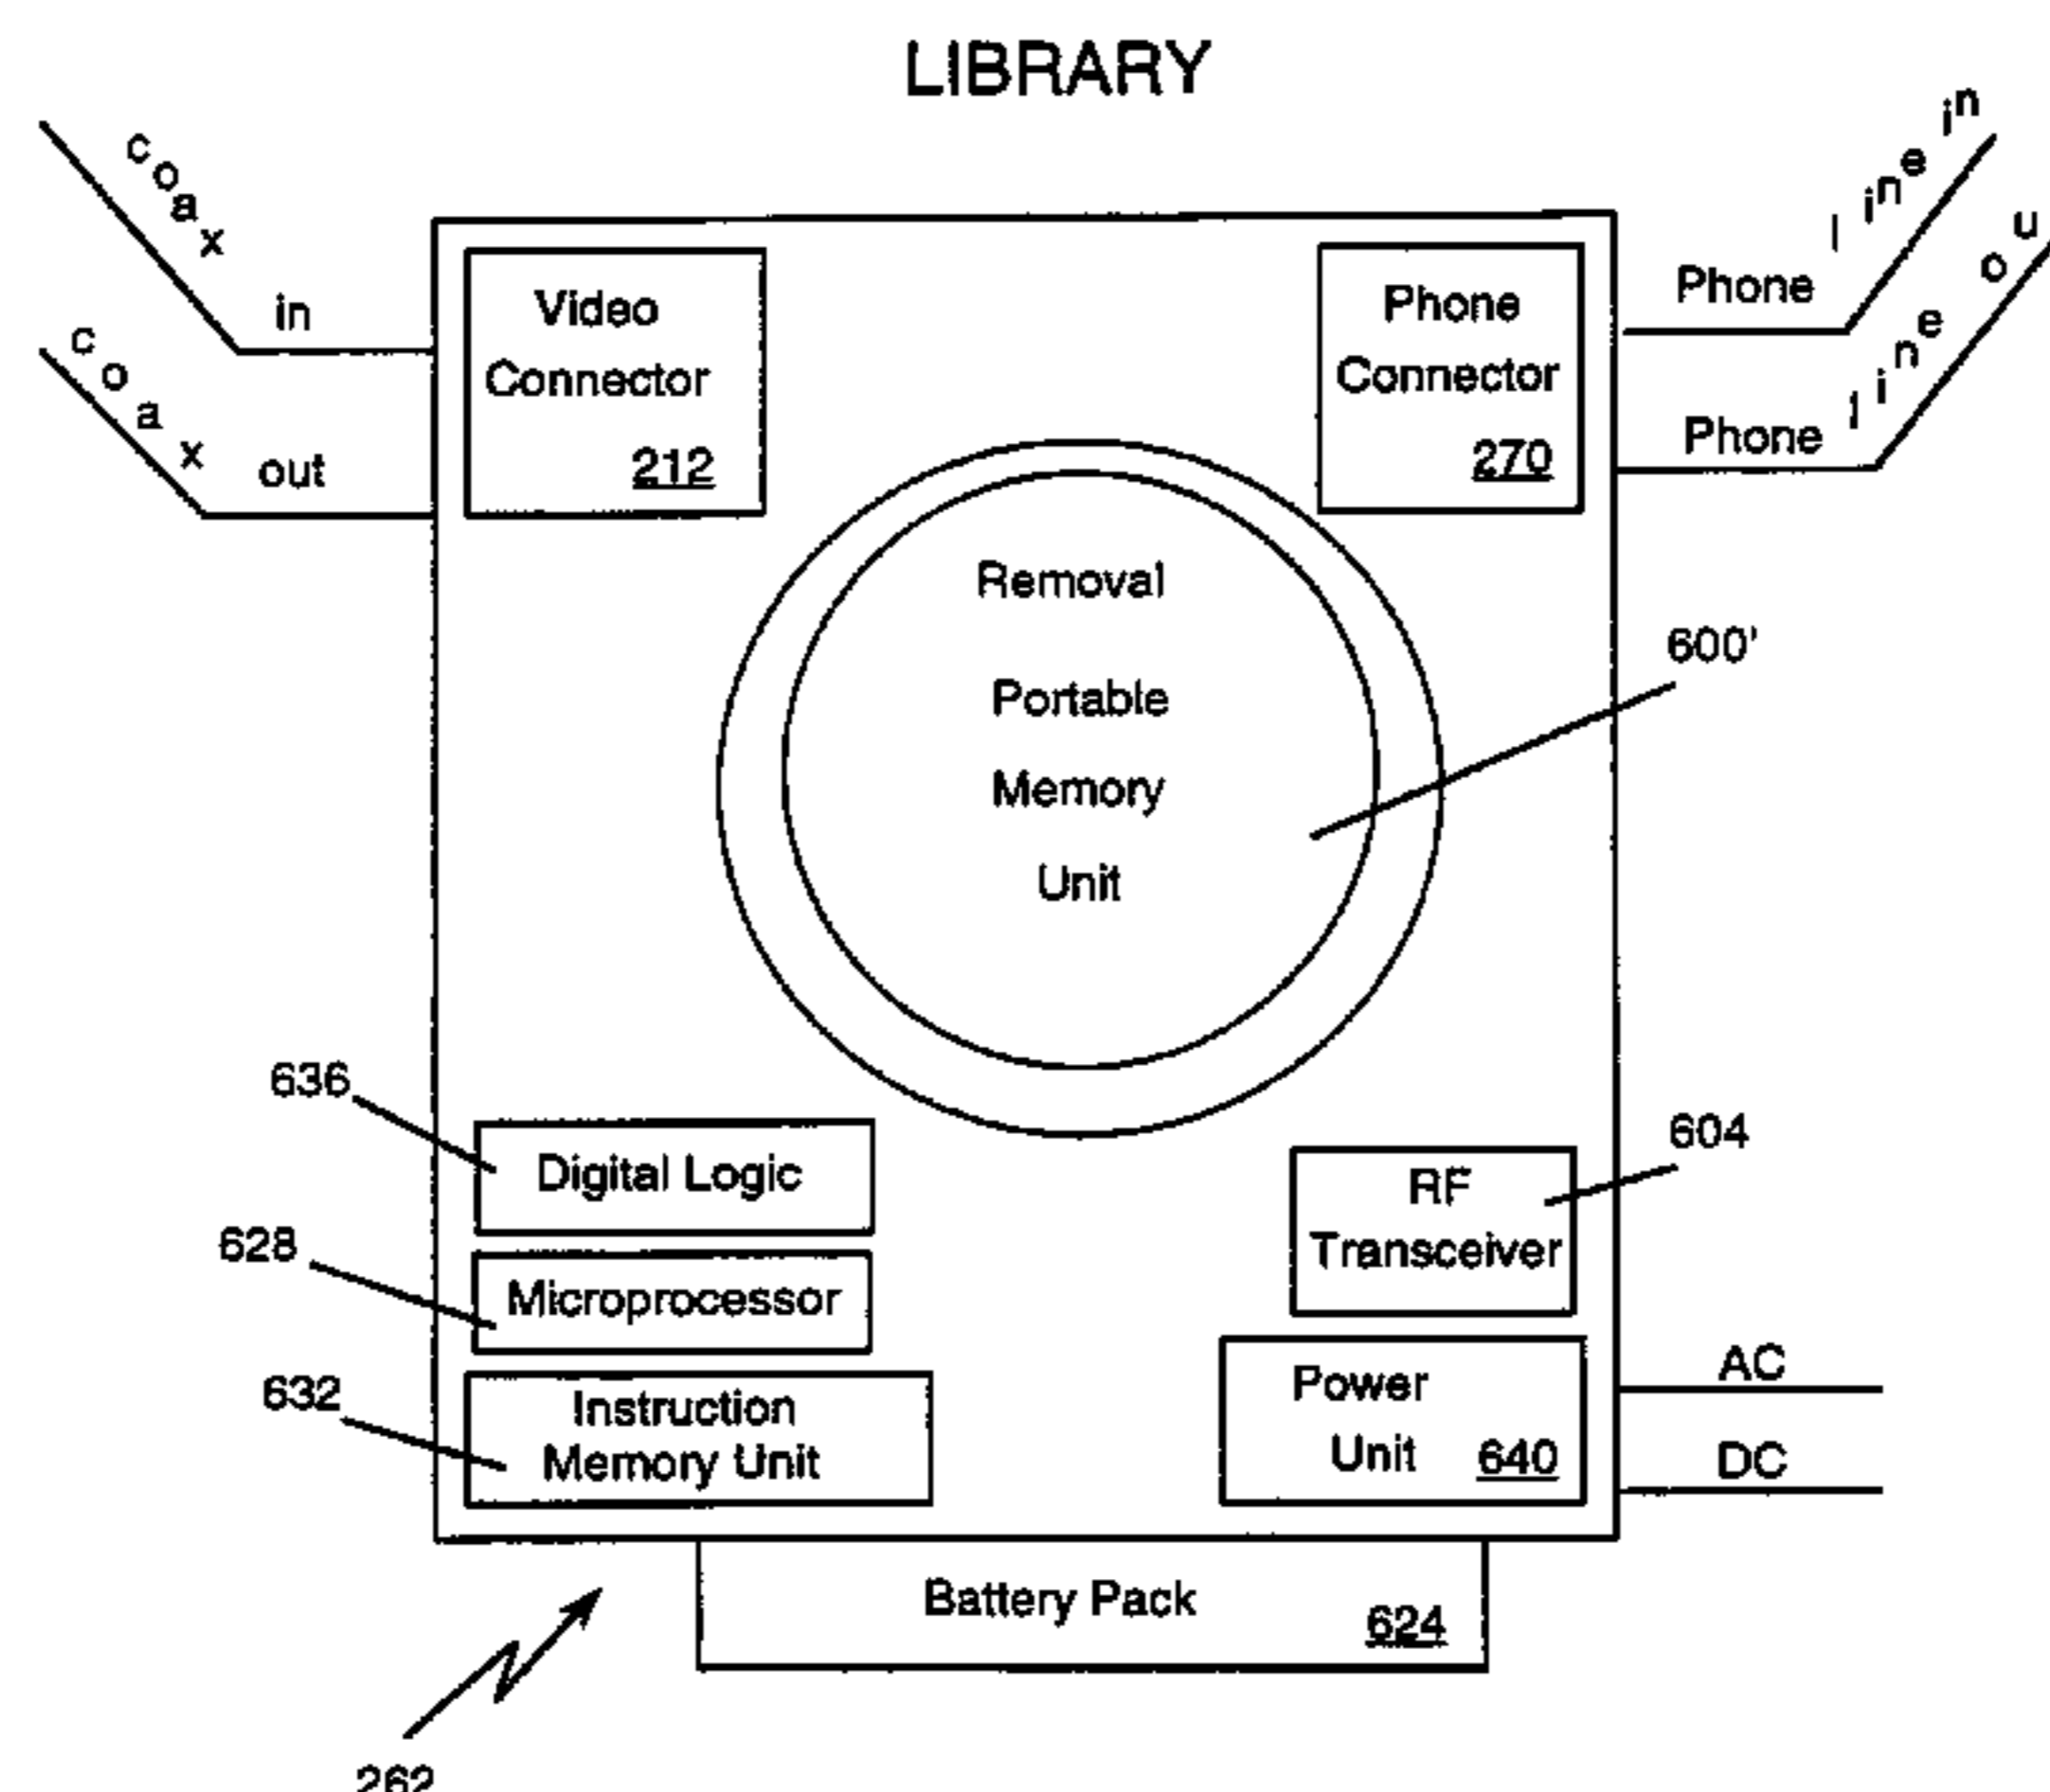 LIBRARY
coax in
coax out
Video
Connector
212
Phone
Connector
270
Phone line in
Phone line ou
Removal
Portable
Memory
Unit
600'
636
Digital Logic
628
Microprocessor
632
Instruction
Memory Unit
604
RF
Transceiver
Power
Unit 640
AC
DC
Battery Pack 624
262